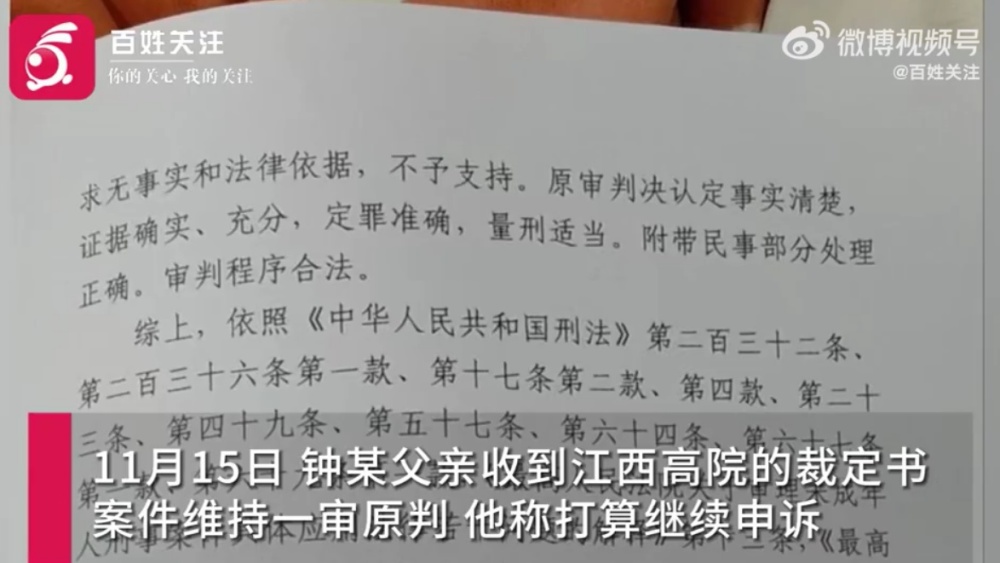 百姓关注
你的关心 我的关注
微博视频号
@百姓关注
求无事实和法律依据，不予支持。原审判决认定事实清楚，
证据确实、充分，定罪准确，量刑适当。附带民事部分处理
正确。审判程序合法。
综上，依照《中华人民共和国刑法》第二百三十二条、
第二百三十六条第一款、第十七条第二款、第四款、第二十
三条、第四十九条、第五十七条、第六十四条、第六十七条
11月15日 钟某父亲收到江西高院的裁定书
案件维持一审原判 他称打算继续申诉